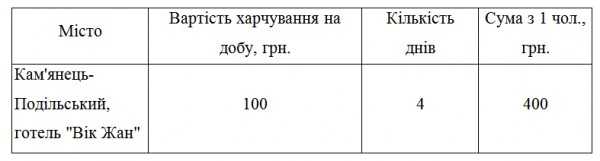 Місто
Вартість харчування на
добу, грн.
Кількість
днів
Сума з 1 чол.,
грн.
Кам'янець-
Подільський,
готель "Вік Жан"
100
4
400